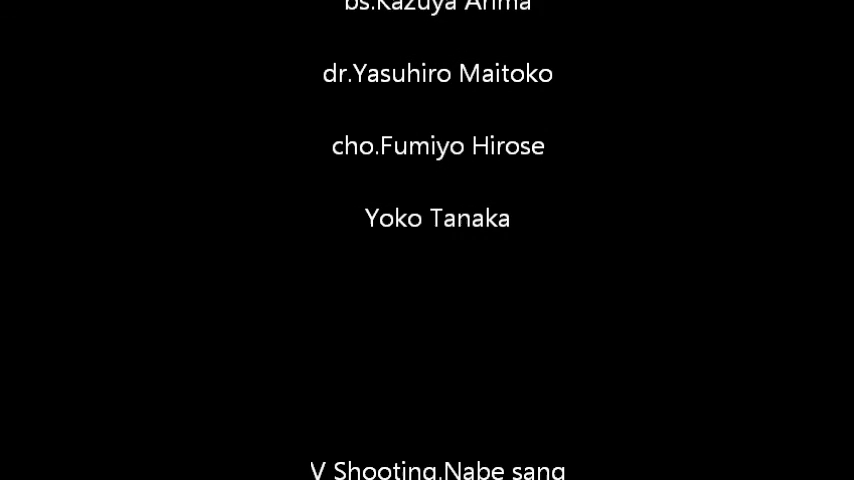 bs.Kazuya Arima
dr.Yasuhiro Maitoko
cho.Fumiyo Hirose
Yoko Tanaka
V Shooting.Nabe sang